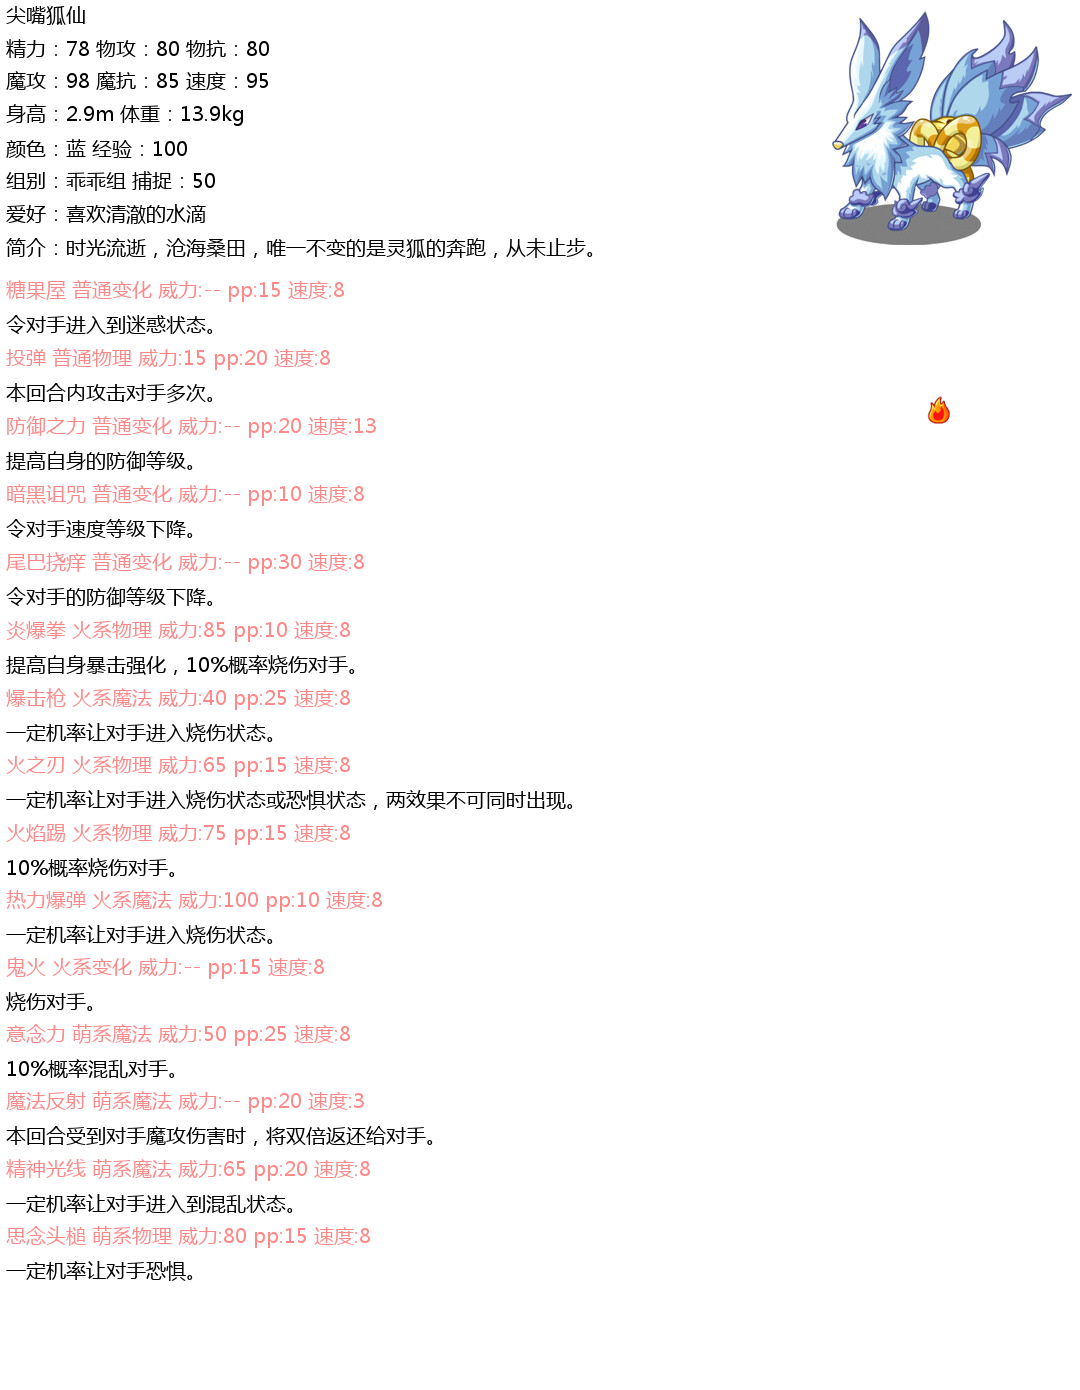 尖嘴狐仙
精力：78 物攻：80 物抗：80
魔攻：98 魔抗：85 速度：95
身高：2.9m 体重：13.9kg
颜色：蓝 经验：100
组别：乖乖组 捕捉：50
爱好：喜欢清澈的水滴
简介：时光流逝，沧海桑田，唯一不变的是灵狐的奔跑，从未止步。
糖果屋 普通变化 威力:-- pp:15 速度:8
令对手进入到迷惑状态。
投弹 普通物理 威力:15 pp:20 速度:8
本回合内攻击对手多次。
防御之力 普通变化 威力:-- pp:20 速度:13
提高自身的防御等级。
暗黑诅咒 普通变化 威力:-- pp:10 速度:8
令对手速度等级下降。
尾巴挠痒 普通变化 威力:-- pp:30 速度:8
令对手的防御等级下降。
炎爆拳 火系物理 威力:85 pp:10 速度:8
提高自身暴击强化，10%概率烧伤对手。
爆击枪 火系魔法 威力:40 pp:25 速度:8
一定机率让对手进入烧伤状态。
火之刃 火系物理 威力:65 pp:15 速度:8
一定机率让对手进入烧伤状态或恐惧状态，两效果不可同时出现。
火焰踢 火系物理 威力:75 pp:15 速度:8
10%概率烧伤对手。
热力爆弹 火系魔法 威力:100 pp:10 速度:8
一定机率让对手进入烧伤状态。
鬼火 火系变化 威力:-- pp:15 速度:8
烧伤对手。
意念力 萌系魔法 威力:50 pp:25 速度:8
10%概率混乱对手。
魔法反射 萌系魔法 威力:-- pp:20 速度:3
本回合受到对手魔攻伤害时，将双倍返还给对手。
精神光线 萌系魔法 威力:65 pp:20 速度:8
一定机率让对手进入到混乱状态。
思念头槌 萌系物理 威力:80 pp:15 速度:8
一定机率让对手恐惧。